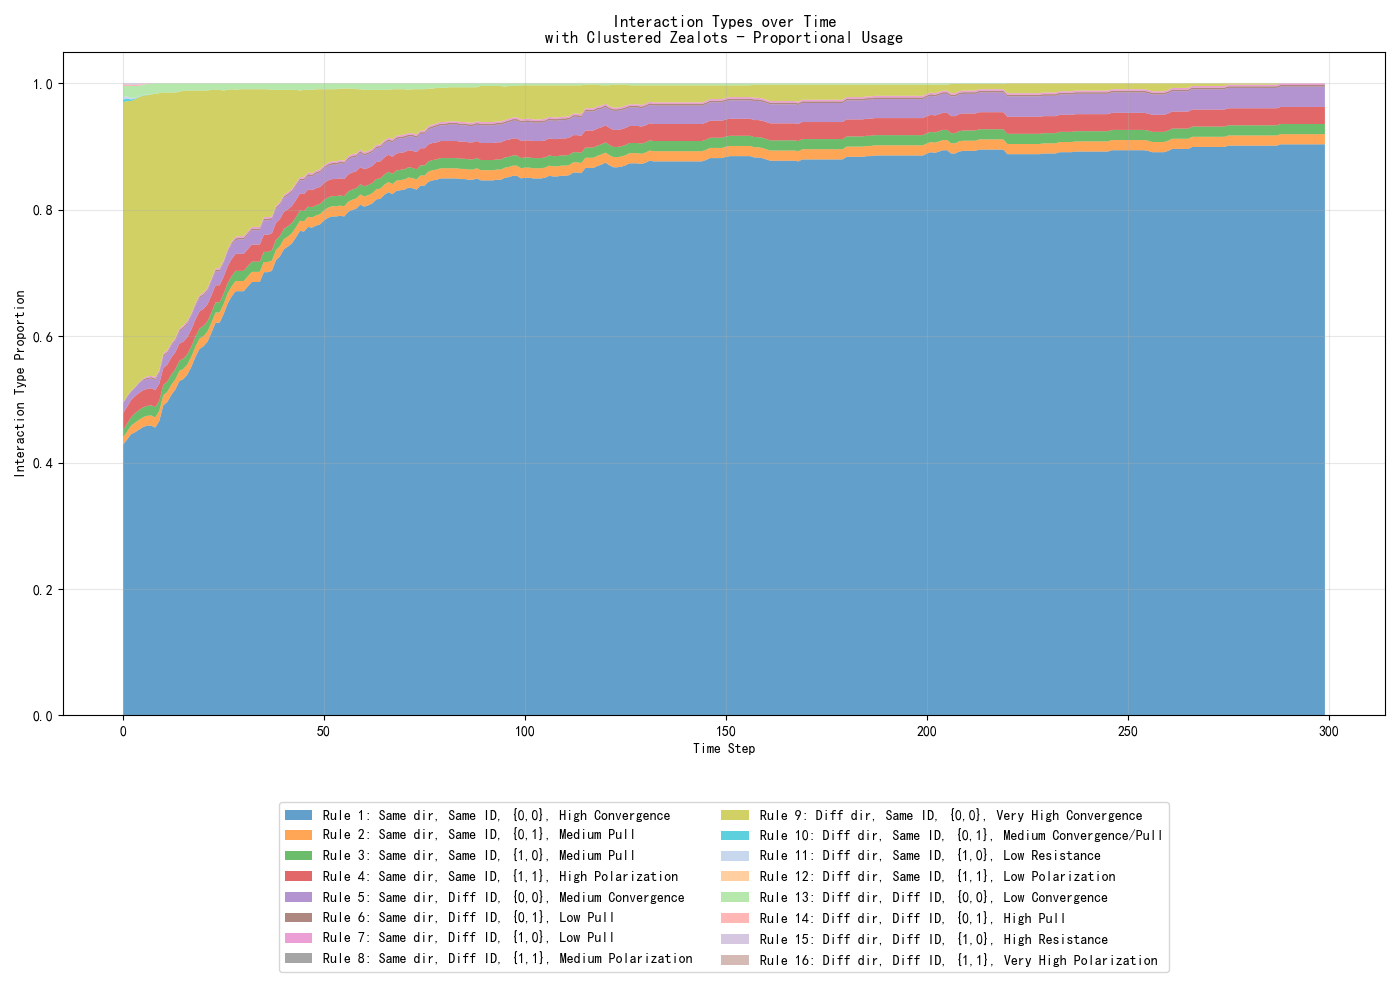 Interaction Types over Time
with Clustered Zealots - Proportional Usage
Interaction Type Proportion
1.0
0.8
0.6
0.4
0.2
0.0
0
50
100
150
200
250
300
Time Step
Rule 1: Same dir, Same ID, {0,0}, High Convergence
Rule 2: Same dir, Same ID, {0,1}, Medium Pull
Rule 3: Same dir, Same ID, {1,0}, Medium Pull
Rule 4: Same dir, Same ID, {1,1}, High Polarization
Rule 5: Same dir, Diff ID, {0,0}, Medium Convergence
Rule 6: Same dir, Diff ID, {0,1}, Low Pull
Rule 7: Same dir, Diff ID, {1,0}, Low Pull
Rule 8: Same dir, Diff ID, {1,1}, Medium Polarization
Rule 9: Diff dir, Same ID, {0,0}, Very High Convergence
Rule 10: Diff dir, Same ID, {0,1}, Medium Convergence/Pull
Rule 11: Diff dir, Same ID, {1,0}, Low Resistance
Rule 12: Diff dir, Same ID, {1,1}, Low Polarization
Rule 13: Diff dir, Diff ID, {0,0}, Low Convergence
Rule 14: Diff dir, Diff ID, {0,1}, High Pull
Rule 15: Diff dir, Diff ID, {1,0}, High Resistance
Rule 16: Diff dir, Diff ID, {1,1}, Very High Polarization